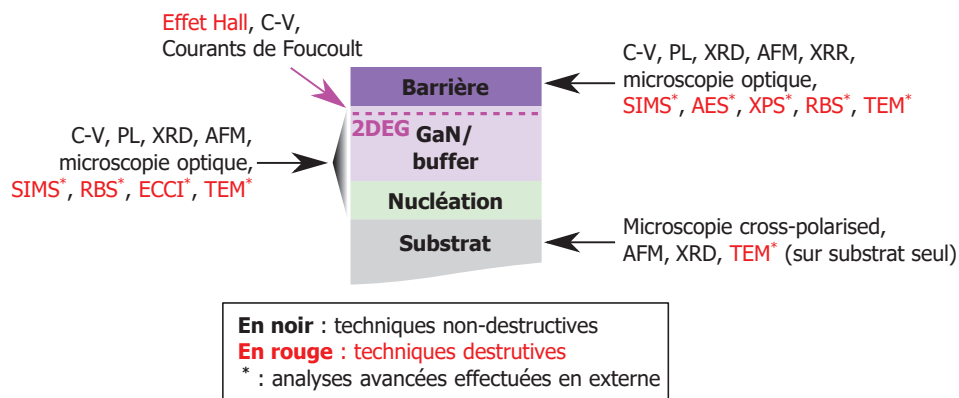 Effet Hall, C-V,
Courants de Foucoult
C-V, PL, XRD, AFM, XRR,
microscopie optique,
SIMS*, AES*, XPS*, RBS*, TEM*
Barrière
2DEG
GaN/
buffer
C-V, PL, XRD, AFM,
microscopie optique,
SIMS*, RBS*, ECCI*, TEM*
Nucléation
Substrat
Microscopie cross-polarised,
AFM, XRD, TEM* (sur substrat seul)
En noir : techniques non-destructives
En rouge : techniques destrutives
* : analyses avancées effectuées en externe